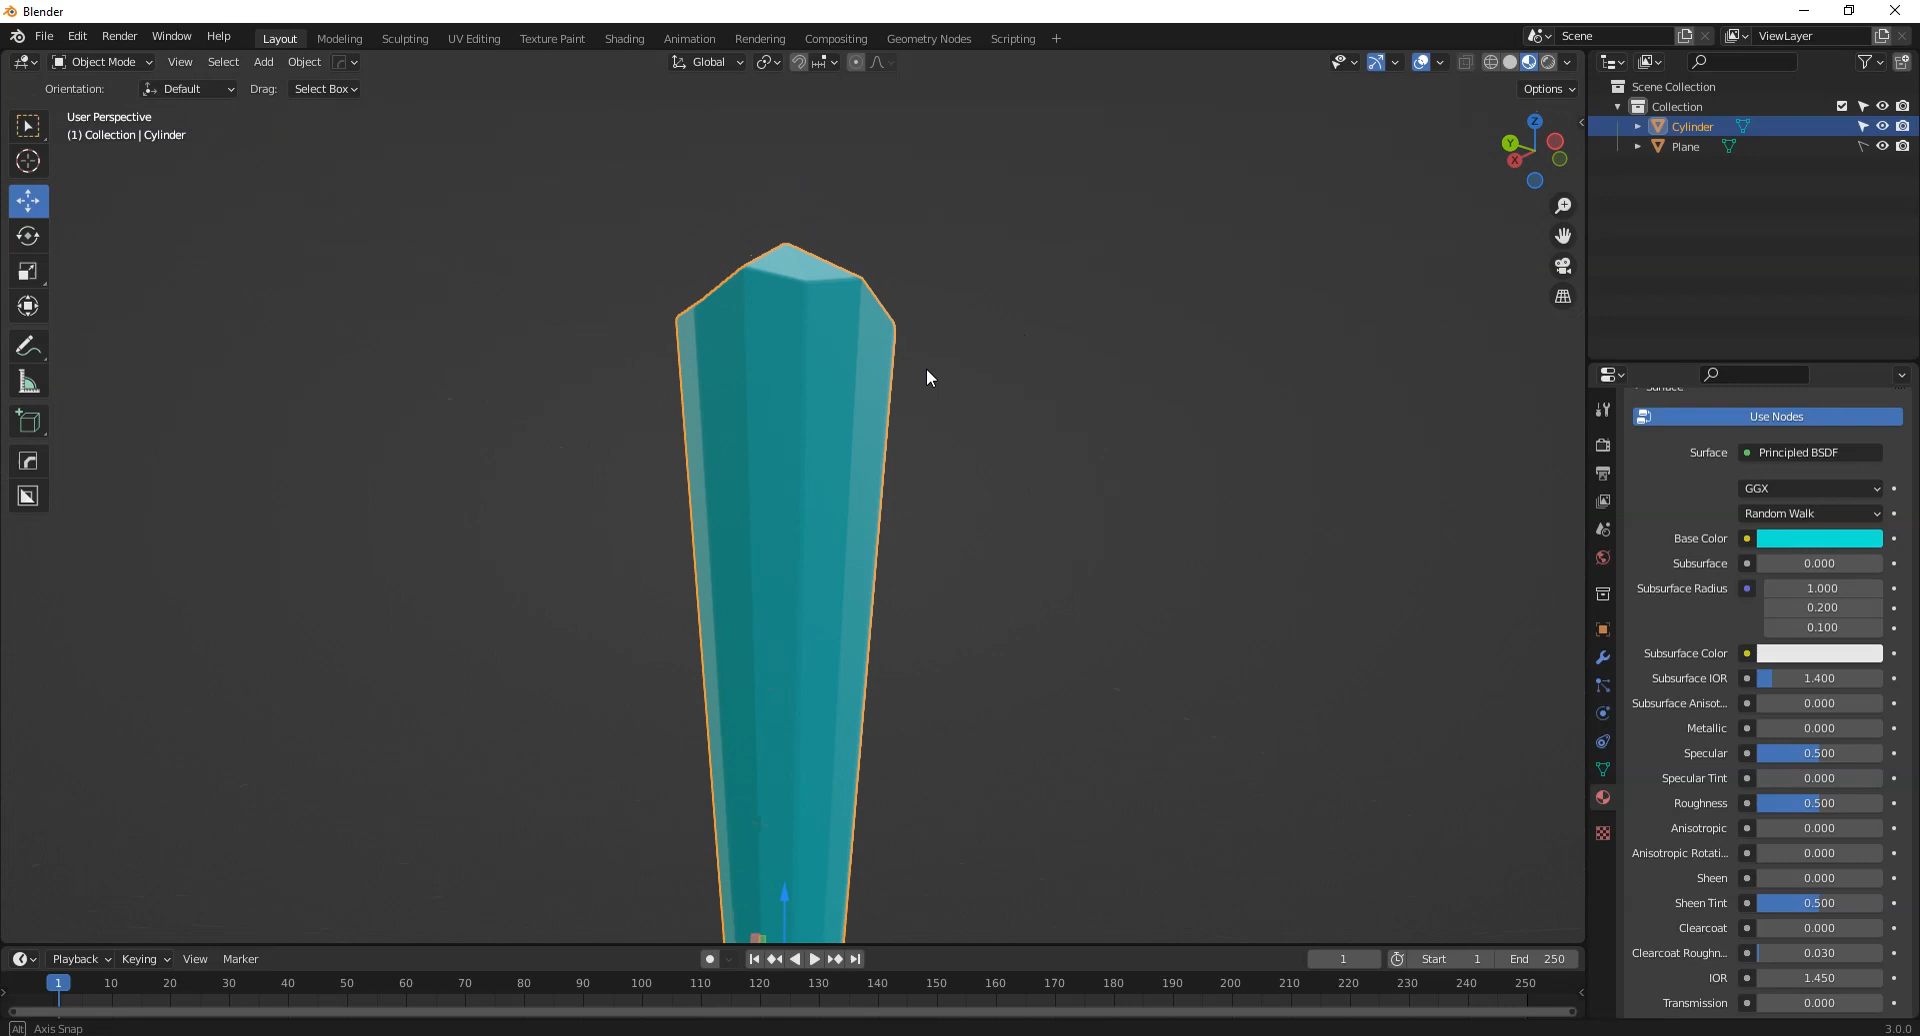 Blender
File Edit Render Window Help Layout Modeling Sculpting UV Editing Texture Paint Shading Animation Rendering Compositing Geometry Nodes Scripting + Scene ViewLayer
Object Mode View Select Add Object Global
Orientation: Default Drag: Select Box Options
User Perspective
(1) Collection | Cylinder
Z
Y
X
Scene Collection
Collection
Cylinder
Plane
Use Nodes
Surface Principled BSDF
GGX
Random Walk
Base Color
Subsurface 0.000
Subsurface Radius 1.000
0.200
0.100
Subsurface Color
Subsurface IOR 1.400
Subsurface Anisot... 0.000
Metallic 0.000
Specular 0.500
Specular Tint 0.000
Roughness 0.500
Anisotropic 0.000
Anisotropic Rotati... 0.000
Sheen 0.000
Sheen Tint 0.500
Clearcoat 0.000
Clearcoat Roughn... 0.030
IOR 1.450
Transmission 0.000
Playback Keying View Marker 1 Start 1 End 250
1 10 20 30 40 50 60 70 80 90 100 110 120 130 140 150 160 170 180 190 200 210 220 230 240 250
Alt Axis Snap 3.0.0